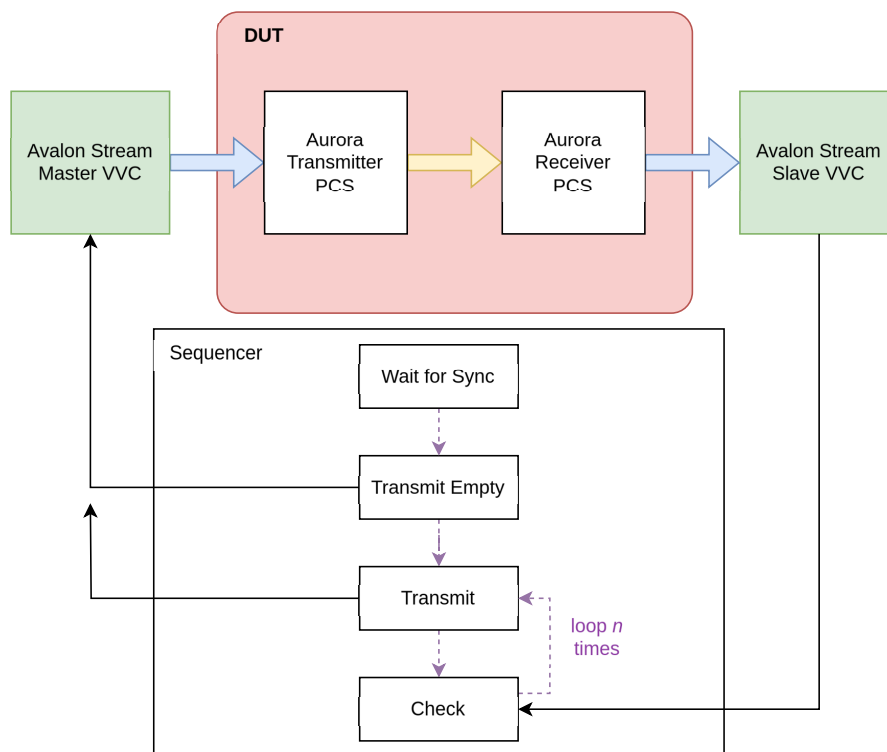 DUT
Avalon Stream
Master VVC
Aurora
Transmitter
PCS
Aurora
Receiver
PCS
Avalon Stream
Slave VVC
Sequencer
Wait for Sync
Transmit Empty
Transmit
loop n
times
Check